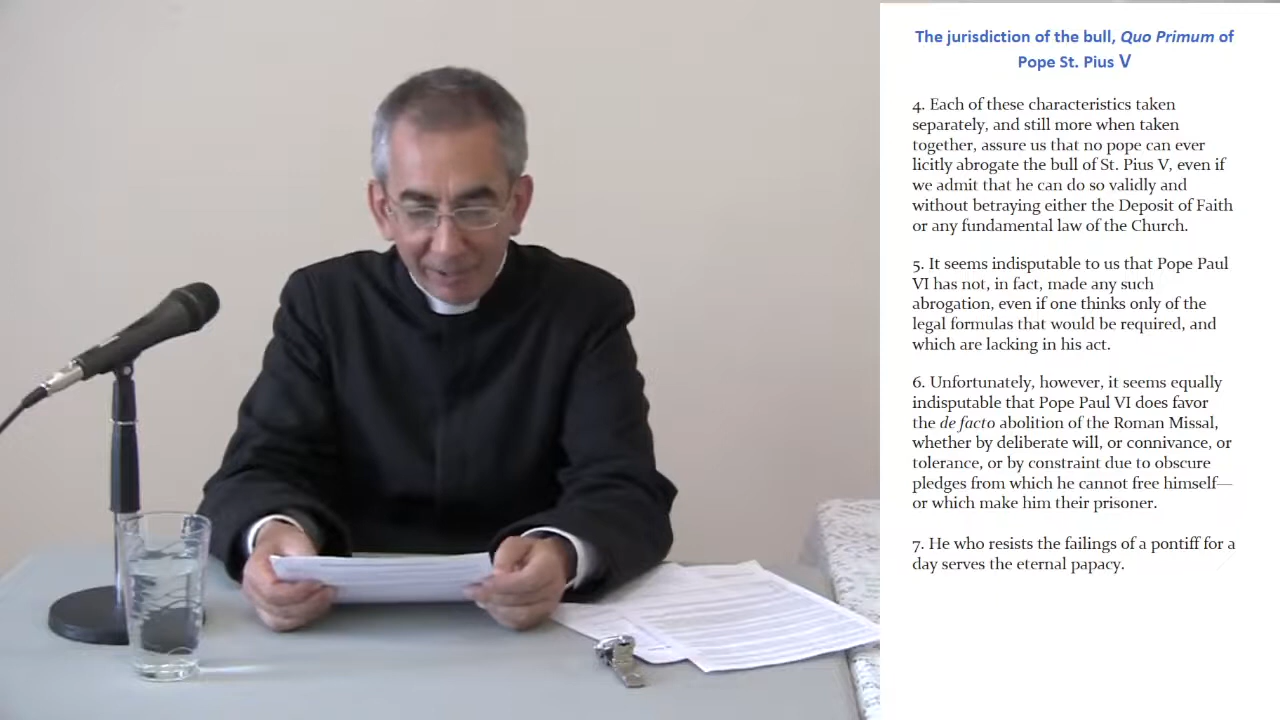 The jurisdiction of the bull, Quo Primum of
Pope St. Pius V
4. Each of these characteristics taken
separately, and still more when taken
together, assure us that no pope can ever
licitly abrogate the bull of St. Pius V, even if
we admit that he can do so validly and
without betraying either the Deposit of Faith
or any fundamental law of the Church.
5. It seems indisputable to us that Pope Paul
VI has not, in fact, made any such
abrogation, even if one thinks only of the
legal formulas that would be required, and
which are lacking in his act.
6. Unfortunately, however, it seems equally
indisputable that Pope Paul VI does favor
the de facto abolition of the Roman Missal,
whether by deliberate will, or connivance, or
tolerance, or by constraint due to obscure
pledges from which he cannot free himself—
or which make him their prisoner.
7. He who resists the failings of a pontiff for a
day serves the eternal papacy.